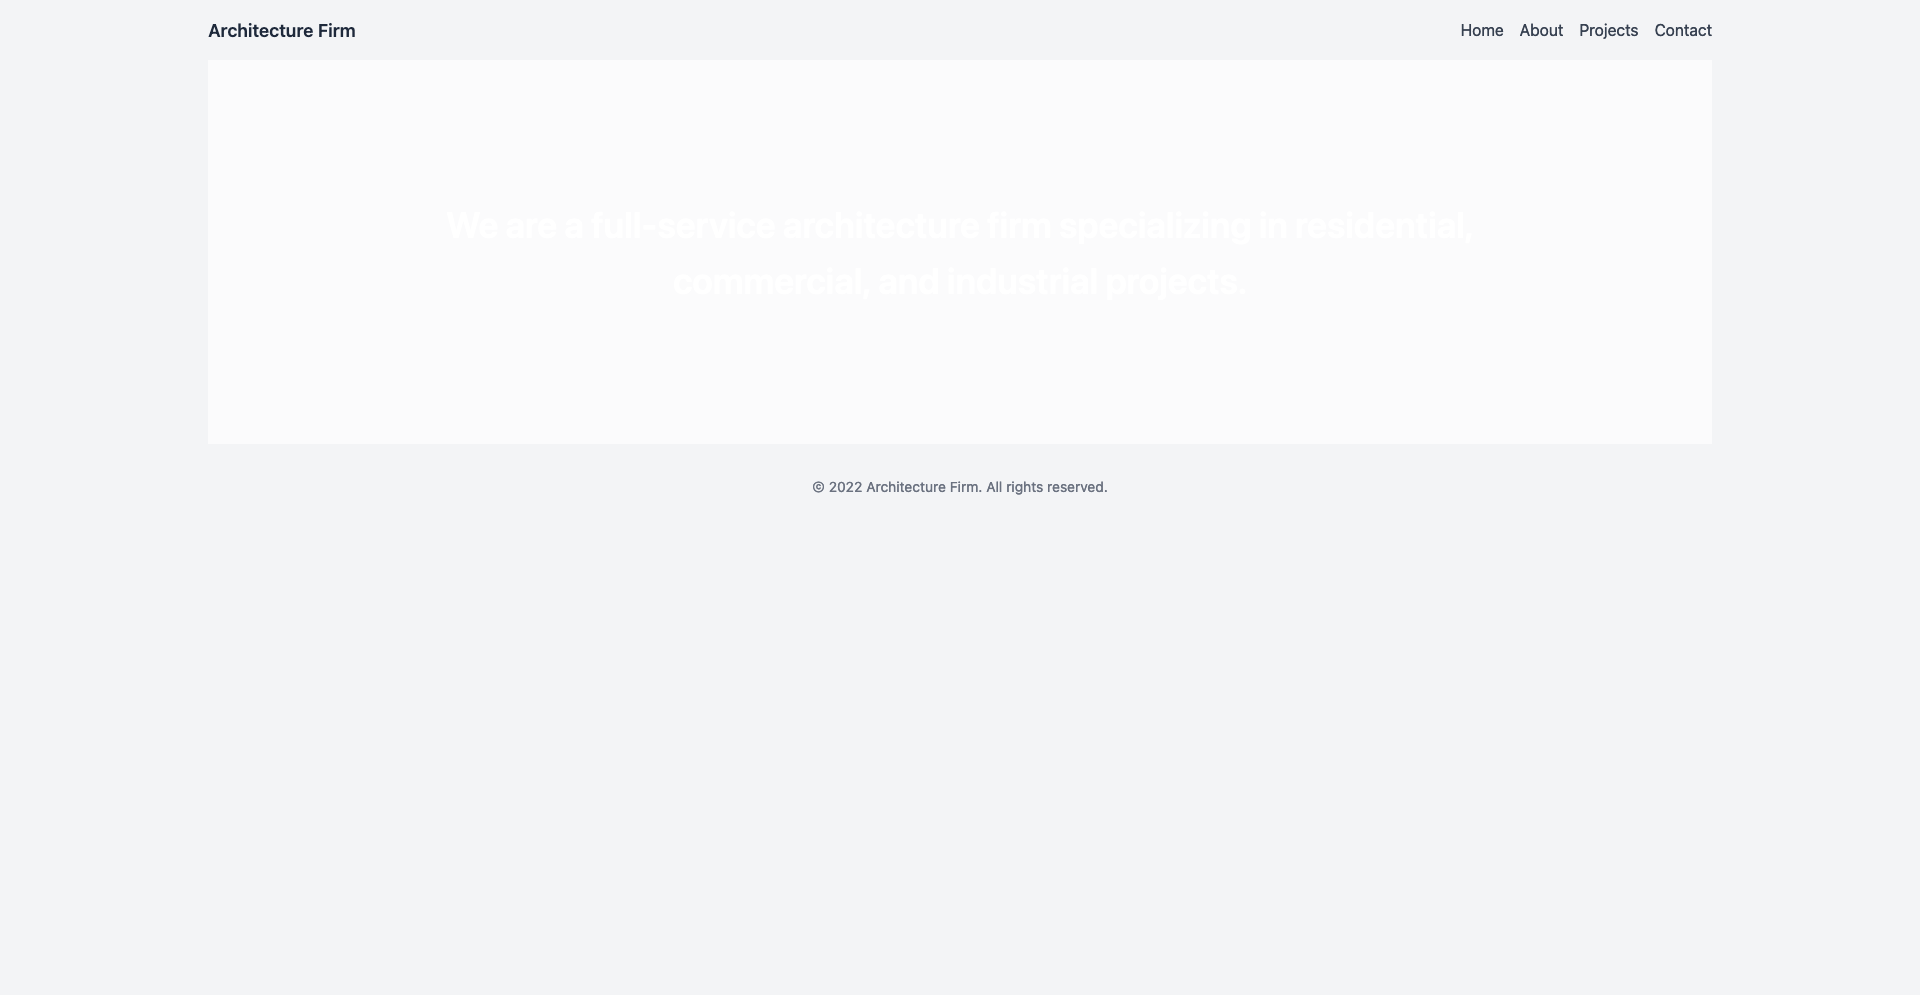 Architecture Firm
Home About Projects Contact
We are a full-service architecture firm specializing in residential,
commercial, and industrial projects.
© 2022 Architecture Firm. All rights reserved.